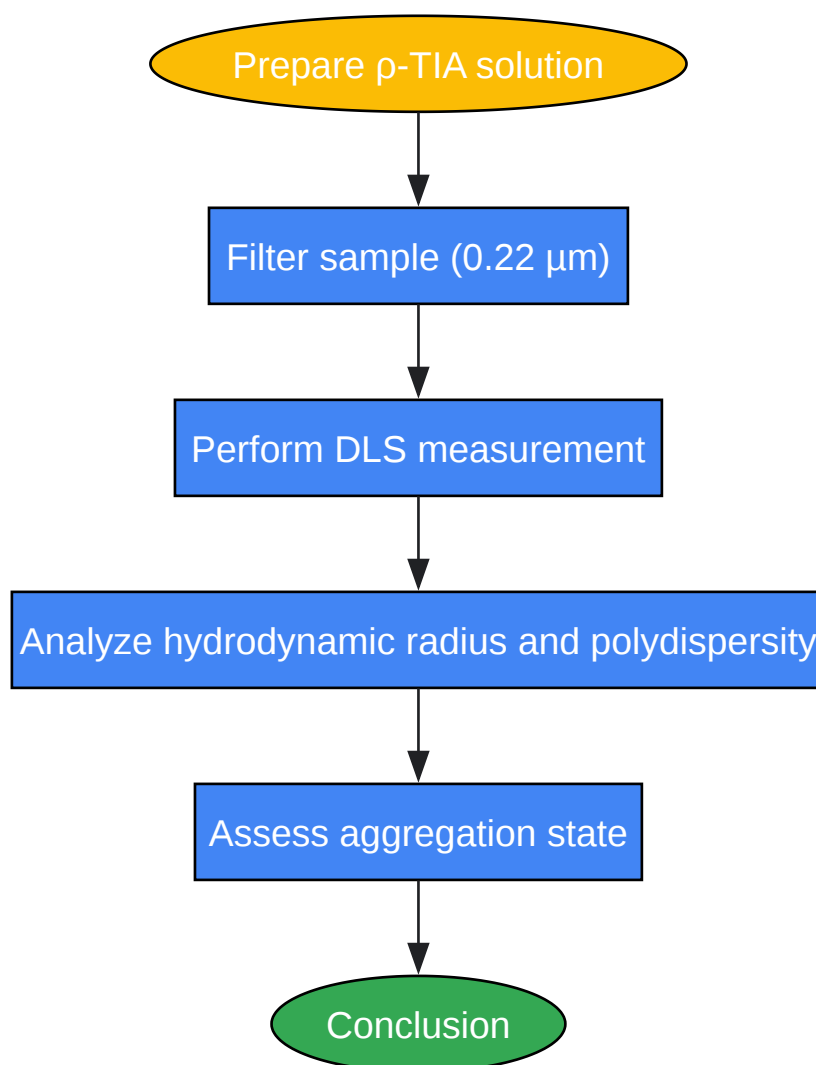 Prepare ρ-TIA solution
Filter sample (0.22 µm)
Perform DLS measurement
Analyze hydrodynamic radius and polydispersity
Assess aggregation state
Conclusion